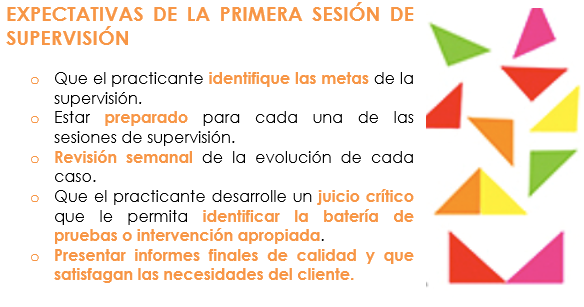 EXPECTATIVAS DE LA PRIMERA SESIÓN DE
SUPERVISIÓN
o Que el practicante identifique las metas de la
supervisión.
o Estar preparado para cada una de las
sesiones de supervisión.
o Revisión semanal de la evolución de cada
caso.
o Que el practicante desarrolle un juicio crítico
que le permita identificar la batería de
pruebas o intervención apropiada.
o Presentar informes finales de calidad y que
satisfagan las necesidades del cliente.